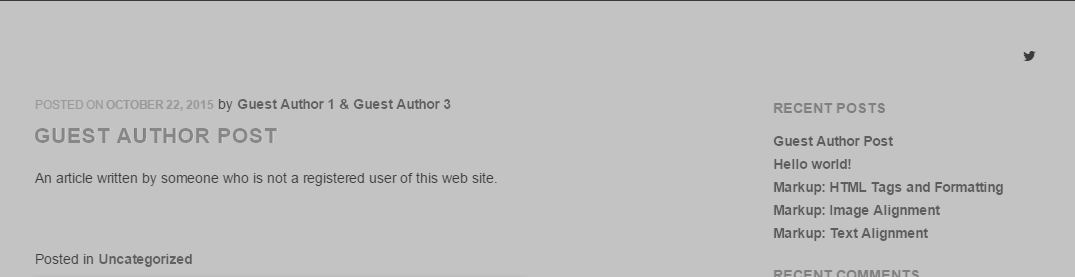 POSTED ON OCTOBER 22, 2015 by Guest Author 1 & Guest Author 3
GUEST AUTHOR POST
An article written by someone who is not a registered user of this web site.
Posted in Uncategorized
RECENT POSTS
Guest Author Post
Hello world!
Markup: HTML Tags and Formatting
Markup: Image Alignment
Markup: Text Alignment
RECENT COMMENTS